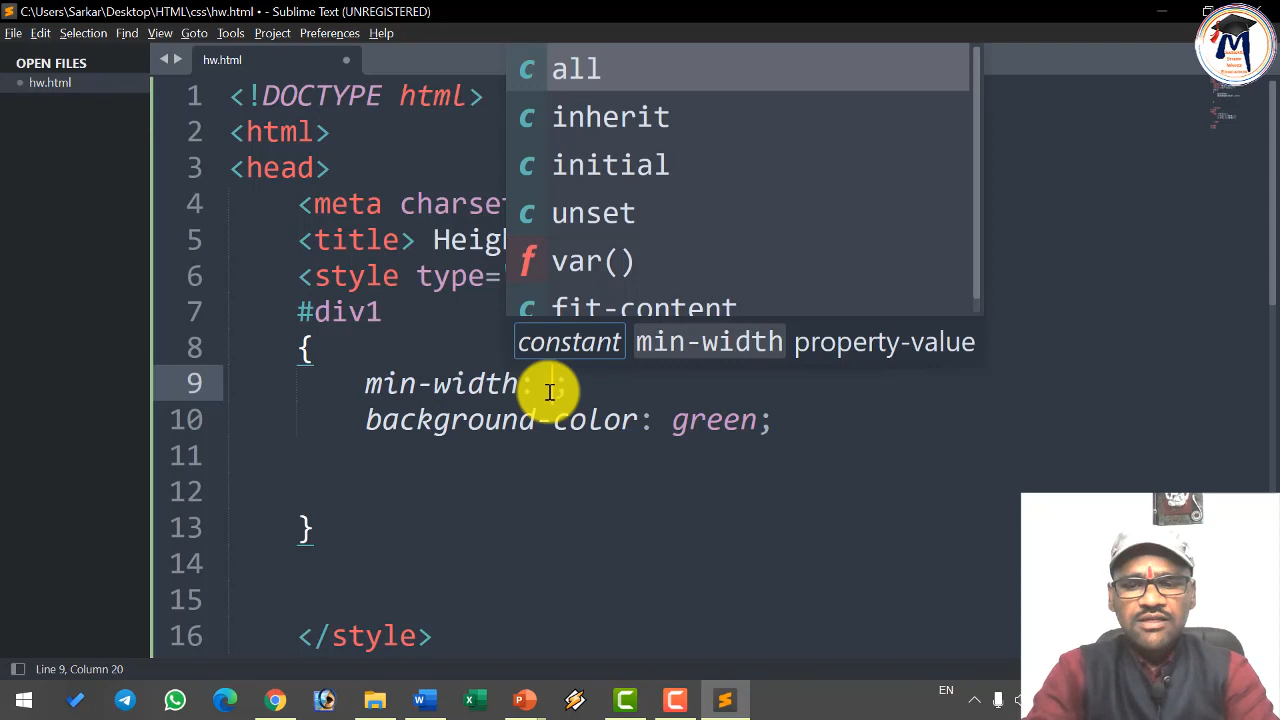 C:\Users\Sarkar\Desktop\HTML\css\hw.html • - Sublime Text (UNREGISTERED)
File Edit Selection Find View Goto Tools Project Preferences Help
OPEN FILES
hw.html
hw.html
1 <!DOCTYPE html>
2 <html>
3 <head>
4 <meta charset
5 <title> Heig
6 <style type=
7 #div1
8 {
9 min-width: ;
10 background-color: green;
11
12
13 }
14
15
16 </style>
c all
c inherit
c initial
c unset
f var()
c fit-content
constant min-width property-value
Line 9, Column 20
EN